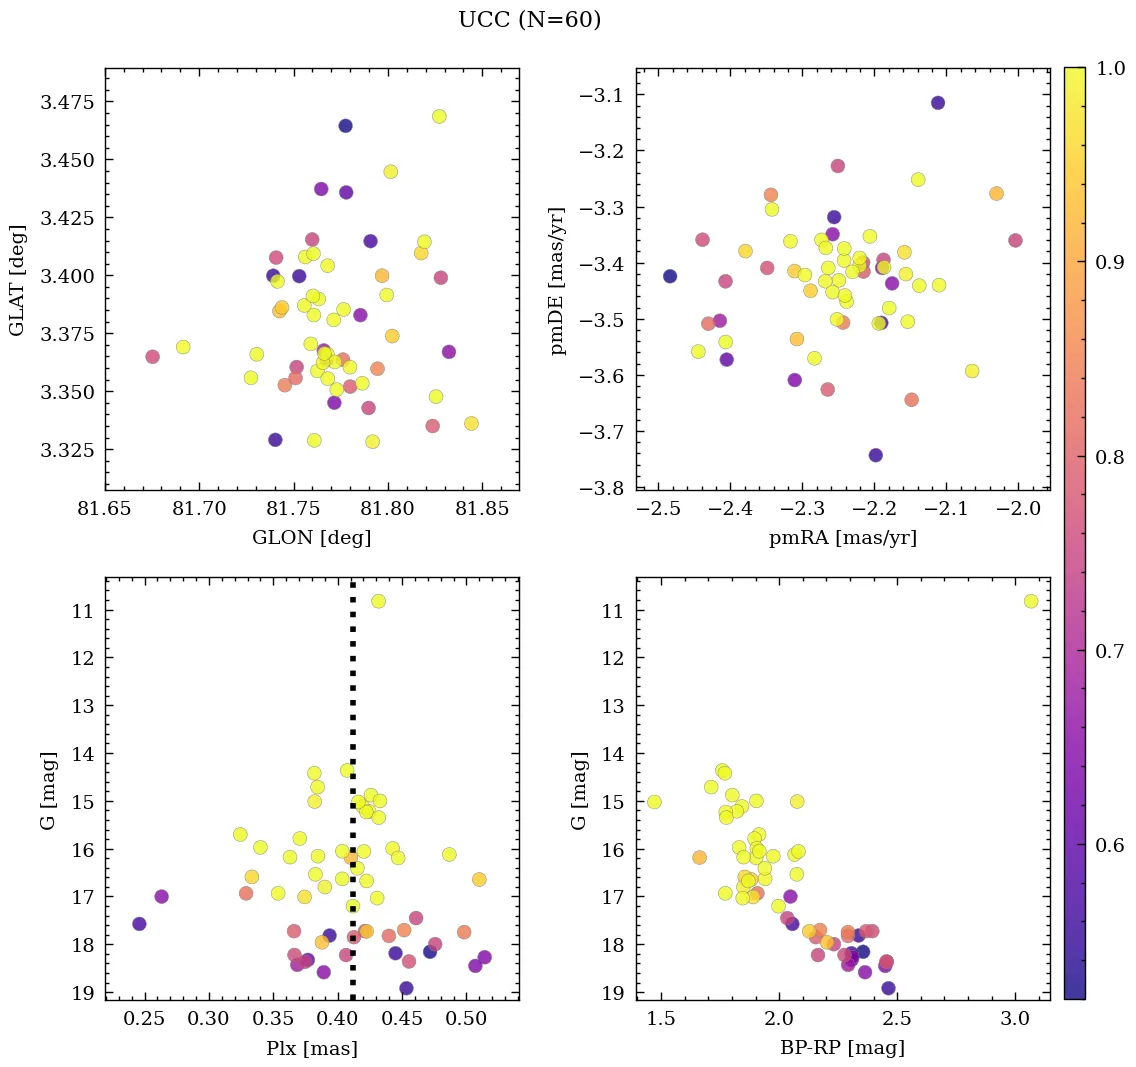 UCC (N=60)
3.475
3.450
3.425
3.400
3.375
3.350
3.325
GLAT [deg]
81.65 81.70 81.75 81.80 81.85
GLON [deg]
−3.1
−3.2
−3.3
−3.4
−3.5
−3.6
−3.7
−3.8
pmDE [mas/yr]
−2.5 −2.4 −2.3 −2.2 −2.1 −2.0
pmRA [mas/yr]
11
12
13
14
15
16
17
18
19
G [mag]
0.25 0.30 0.35 0.40 0.45 0.50
Plx [mas]
11
12
13
14
15
16
17
18
19
G [mag]
1.5 2.0 2.5 3.0
BP-RP [mag]
1.0
0.9
0.8
0.7
0.6